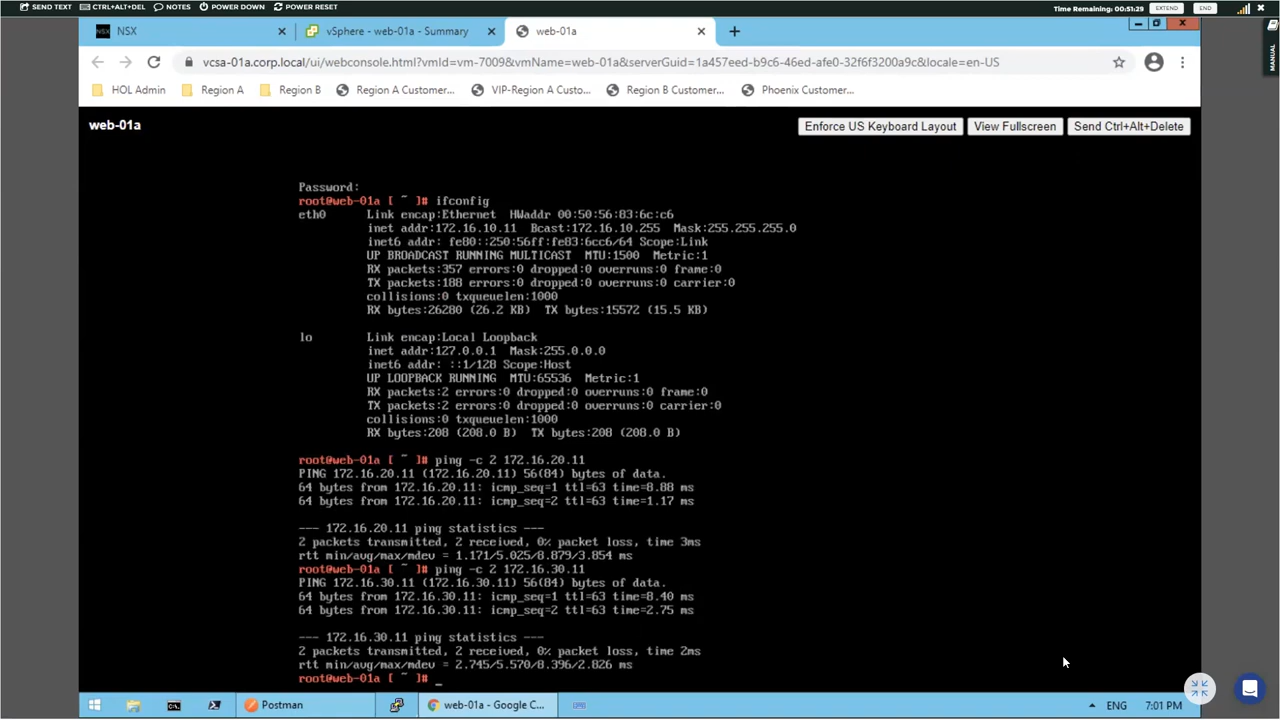 SEND TEXT CTRL+ALT+DEL NOTES POWER DOWN POWER RESET
Time Remaining: 00:51:29 EXTEND END
MANUAL
NSX
vSphere - web-01a - Summary
web-01a
vcsa-01a.corp.local/ui/webconsole.html?vmId=vm-7009&vmName=web-01a&serverGuid=1a457eed-b9c6-46ed-afe0-32f6f3200a9c&locale=en-US
HOL Admin Region A Region B Region A Customer... VIP-Region A Custo... Region B Customer... Phoenix Customer...
web-01a
Enforce US Keyboard Layout View Fullscreen Send Ctrl+Alt+Delete
Password:
root@web-01a [ ~ ]# ifconfig
eth0 Link encap:Ethernet HWaddr 00:50:56:83:6c:c6
inet addr:172.16.10.11 Bcast:172.16.10.255 Mask:255.255.255.0
inet6 addr: fe80::250:56ff:fe83:6cc6/64 Scope:Link
UP BROADCAST RUNNING MULTICAST MTU:1500 Metric:1
RX packets:357 errors:0 dropped:0 overruns:0 frame:0
TX packets:188 errors:0 dropped:0 overruns:0 carrier:0
collisions:0 txqueuelen:1000
RX bytes:26280 (26.2 KB) TX bytes:15572 (15.5 KB)
lo Link encap:Local Loopback
inet addr:127.0.0.1 Mask:255.0.0.0
inet6 addr: ::1/128 Scope:Host
UP LOOPBACK RUNNING MTU:65536 Metric:1
RX packets:2 errors:0 dropped:0 overruns:0 frame:0
TX packets:2 errors:0 dropped:0 overruns:0 carrier:0
collisions:0 txqueuelen:1000
RX bytes:208 (208.0 B) TX bytes:208 (208.0 B)
root@web-01a [ ~ ]# ping -c 2 172.16.20.11
PING 172.16.20.11 (172.16.20.11) 56(84) bytes of data.
64 bytes from 172.16.20.11: icmp_seq=1 ttl=63 time=8.88 ms
64 bytes from 172.16.20.11: icmp_seq=2 ttl=63 time=1.17 ms
--- 172.16.20.11 ping statistics ---
2 packets transmitted, 2 received, 0% packet loss, time 3ms
rtt min/avg/max/mdev = 1.171/5.025/8.879/3.854 ms
root@web-01a [ ~ ]# ping -c 2 172.16.30.11
PING 172.16.30.11 (172.16.30.11) 56(84) bytes of data.
64 bytes from 172.16.30.11: icmp_seq=1 ttl=63 time=8.40 ms
64 bytes from 172.16.30.11: icmp_seq=2 ttl=63 time=2.75 ms
--- 172.16.30.11 ping statistics ---
2 packets transmitted, 2 received, 0% packet loss, time 2ms
rtt min/avg/max/mdev = 2.745/5.570/8.396/2.826 ms
root@web-01a [ ~ ]# _
Postman web-01a - Google C... ENG 7:01 PM